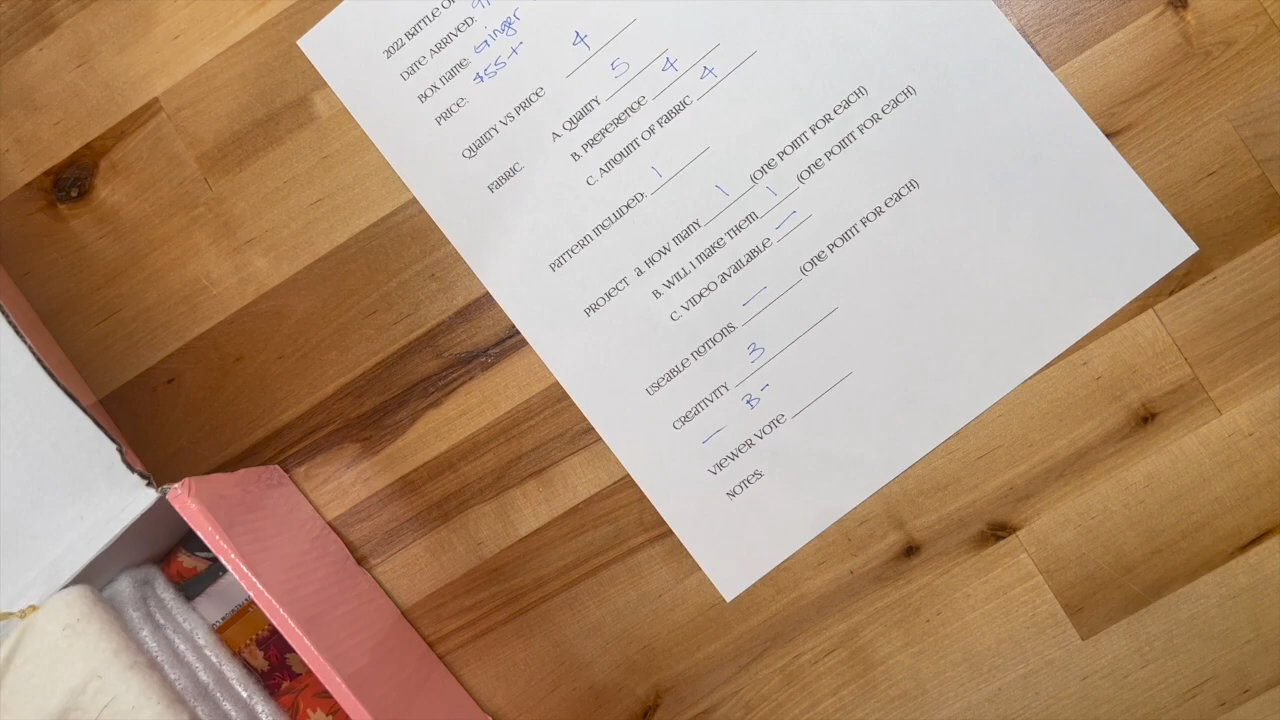 2022 BATTLE OF
DATE ARRIVED:
BOX NAME: Ginger
PRICE: $55+
QUALITY VS PRICE 4
FABRIC: A. QUALITY 5
B. PREFERENCE 4
C. AMOUNT OF FABRIC 4
PATTERN INCLUDED: 1
PROJECT a. HOW MANY 1 (ONE POINT FOR EACH)
B. WILL I MAKE THEM 1 (ONE POINT FOR EACH)
C. VIDEO AVAILABLE —
USEABLE NOTIONS: — (ONE POINT FOR EACH)
CREATIVITY 3
— B-
VIEWER VOTE
NOTES: